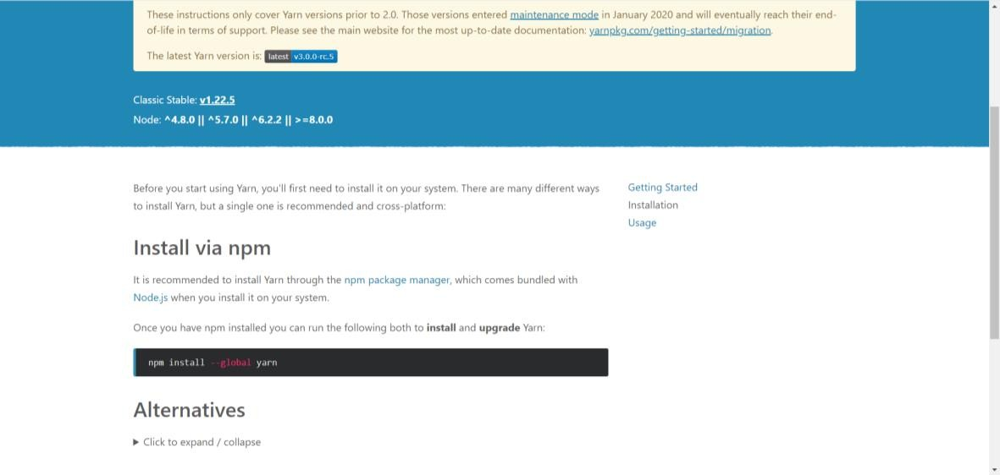 These instructions only cover Yarn versions prior to 2.0. Those versions entered maintenance mode in January 2020 and will eventually reach their end-
of-life in terms of support. Please see the main website for the most up-to-date documentation: yarnpkg.com/getting-started/migration.
The latest Yarn version is: latest v3.0.0-rc.5
Classic Stable: v1.22.5
Node: ^4.8.0 || ^5.7.0 || ^6.2.2 || >=8.0.0
Before you start using Yarn, you'll first need to install it on your system. There are many different ways
to install Yarn, but a single one is recommended and cross-platform:
Getting Started
Installation
Usage
Install via npm
It is recommended to install Yarn through the npm package manager, which comes bundled with
Node.js when you install it on your system.
Once you have npm installed you can run the following both to install and upgrade Yarn:
npm install --global yarn
Alternatives
Click to expand / collapse